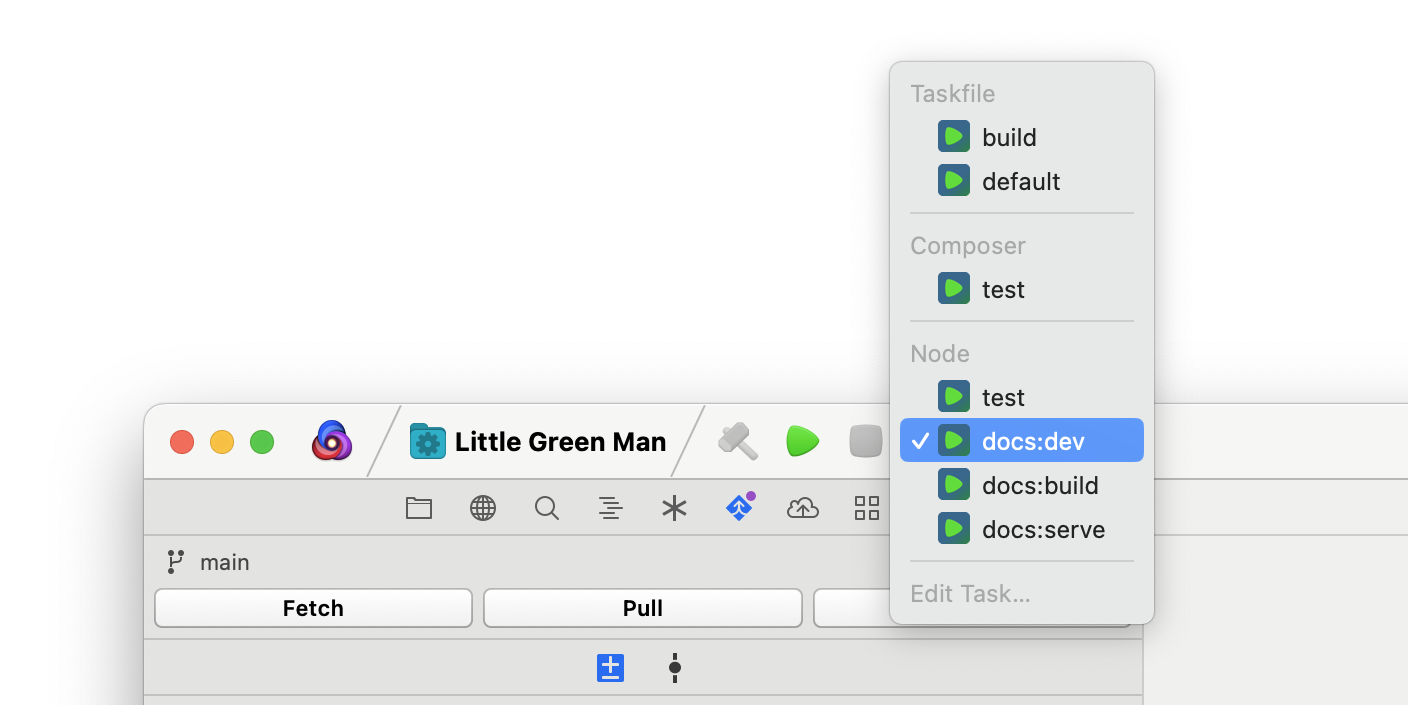 Taskfile
build
default
Composer
test
Node
test
docs:dev
docs:build
docs:serve
Edit Task...
Little Green Man
main
Fetch
Pull